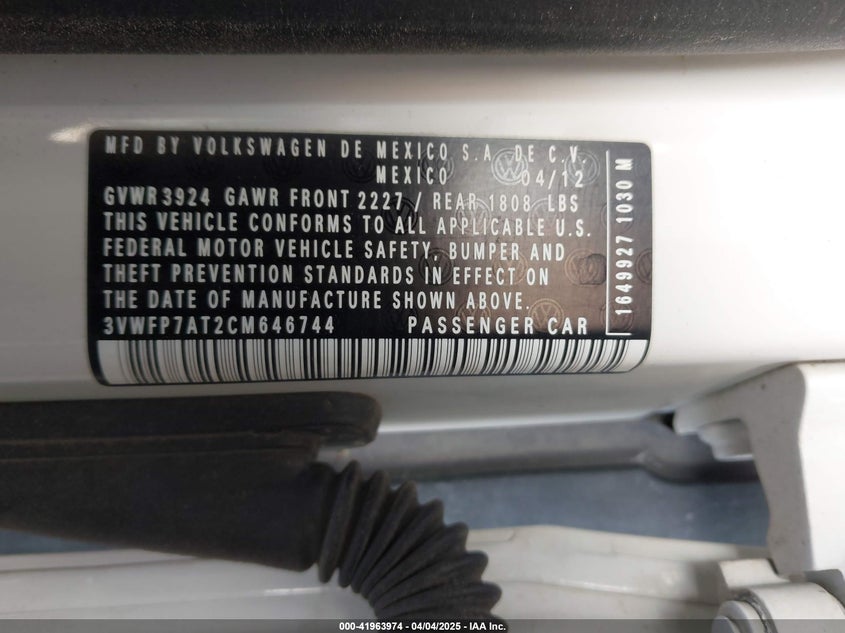 MFD BY VOLKSWAGEN DE MEXICO S.A. DE C.V.
MEXICO 04/12
GVWR 3924 GAWR FRONT 2227 / REAR 1808 LBS
THIS VEHICLE CONFORMS TO ALL APPLICABLE U.S.
FEDERAL MOTOR VEHICLE SAFETY, BUMPER AND
THEFT PREVENTION STANDARDS IN EFFECT ON
THE DATE OF MANUFACTURE SHOWN ABOVE.
3VWFP7AT2CM646744 PASSENGER CAR
1649927 1030 M
000-41963974 / 04/04/2025 - IAA Inc.